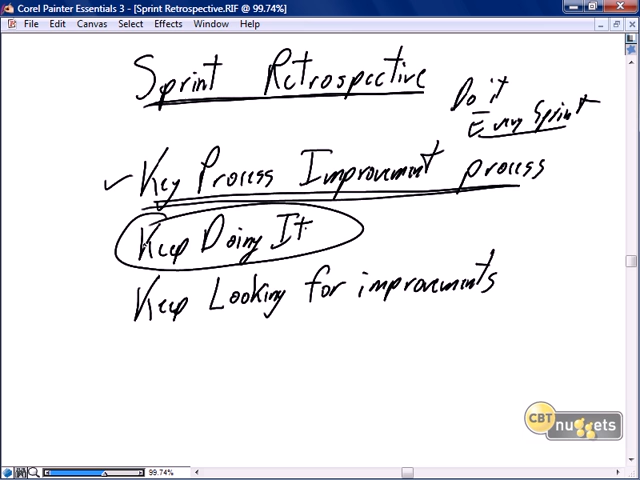 Corel Painter Essentials 3 - [Sprint Retrospective.RIF @ 99.74%]
File Edit Canvas Select Effects Window Help
Sprint Retrospective
Do it
Every Sprint
Key Process Improvement process
Keep Doing It
Keep Looking for improvements
CBT nuggets
99.74%